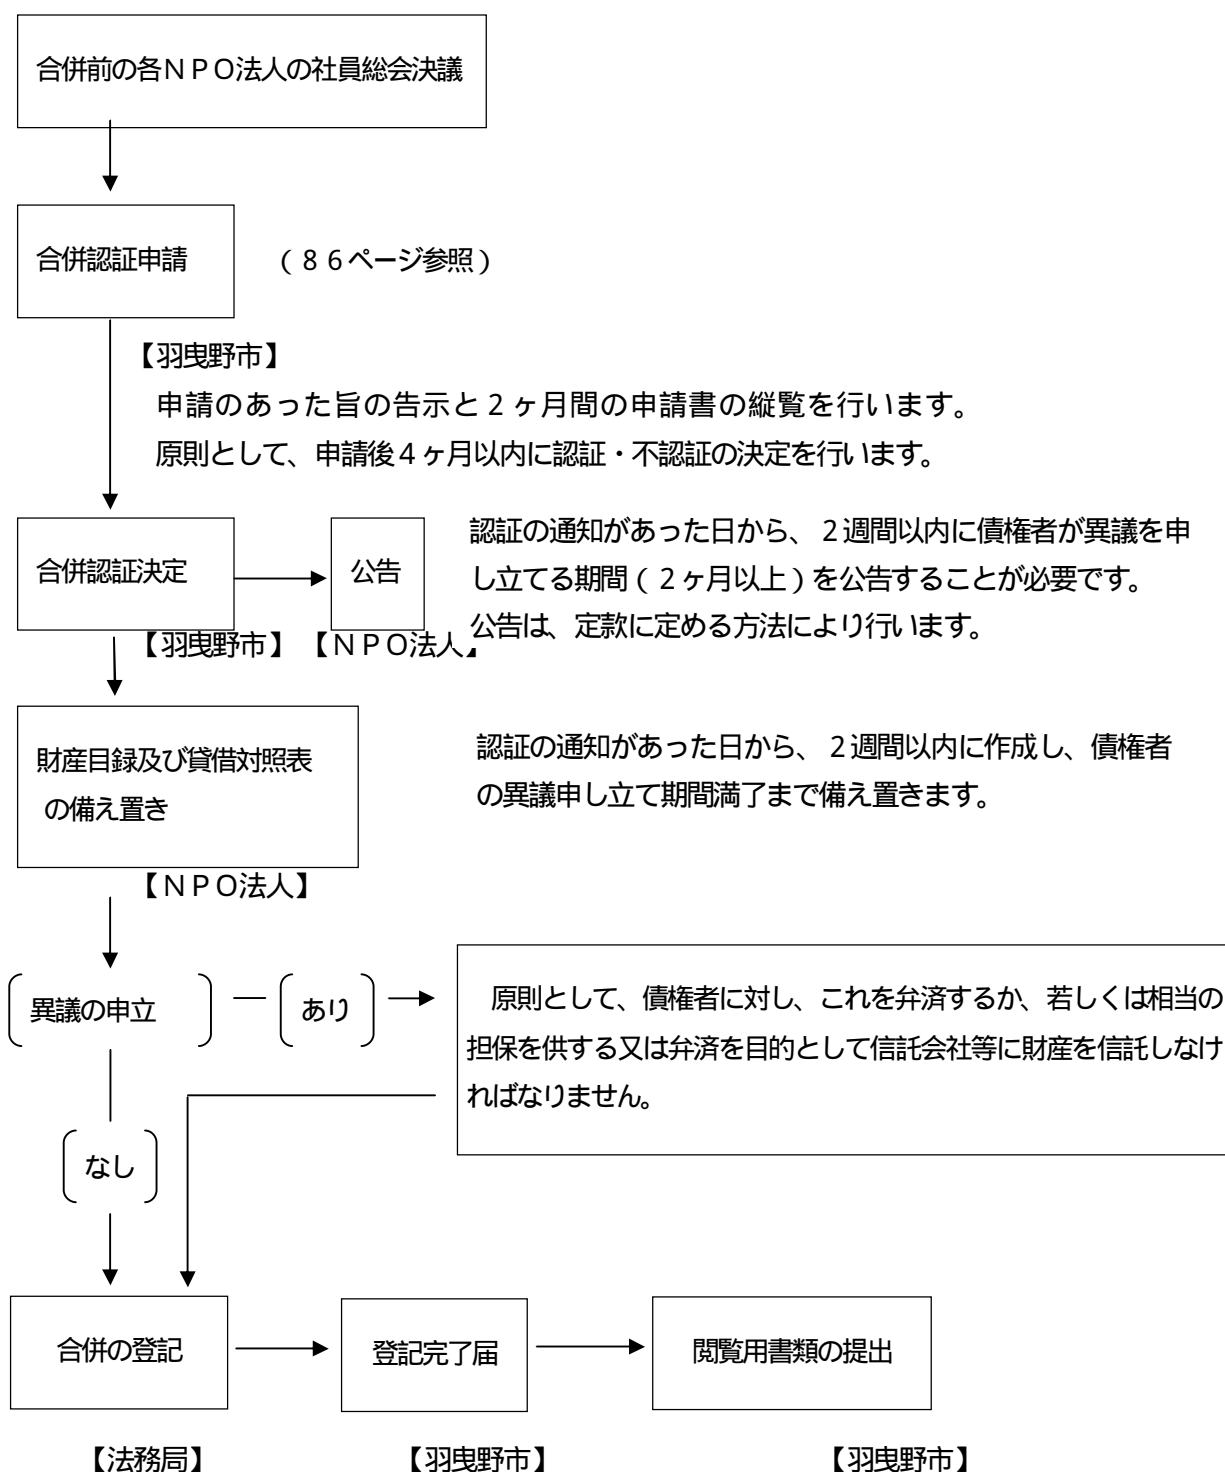 合併前の各ＮＰＯ法人の社員総会決議
合併認証申請
（８６ページ参照）
【羽曳野市】
申請のあった旨の告示と２ヶ月間の申請書の縦覧を行います。
原則として、申請後４ヶ月以内に認証・不認証の決定を行います。
合併認証決定
公告
認証の通知があった日から、２週間以内に債権者が異議を申
し立てる期間（２ヶ月以上）を公告することが必要です。
公告は、定款に定める方法により行います。
【羽曳野市】
【ＮＰＯ法人】
財産目録及び貸借対照表
の備え置き
認証の通知があった日から、２週間以内に作成し、債権者
の異議申し立て期間満了まで備え置きます。
【ＮＰＯ法人】
異議の申立
あり
原則として、債権者に対し、これを弁済するか、若しくは相当の
担保を供する又は弁済を目的として信託会社等に財産を信託しなけ
ればなりません。
なし
合併の登記
登記完了届
閲覧用書類の提出
【法務局】
【羽曳野市】
【羽曳野市】